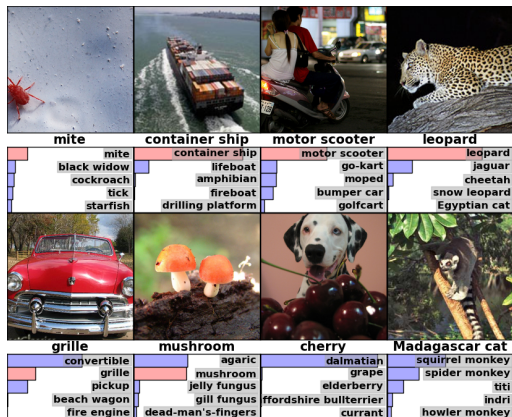 mite
container ship
motor scooter
leopard
mite
black widow
cockroach
tick
starfish
container ship
lifeboat
amphibian
fireboat
drilling platform
motor scooter
go-kart
moped
bumper car
golfcart
leopard
jaguar
cheetah
snow leopard
Egyptian cat
grille
mushroom
cherry
Madagascar cat
convertible
grille
pickup
beach wagon
fire engine
agaric
mushroom
jelly fungus
gill fungus
dead-man's-fingers
dalmatian
grape
elderberry
ffordshire bullterrier
currant
squirrel monkey
spider monkey
titi
indri
howler monkey